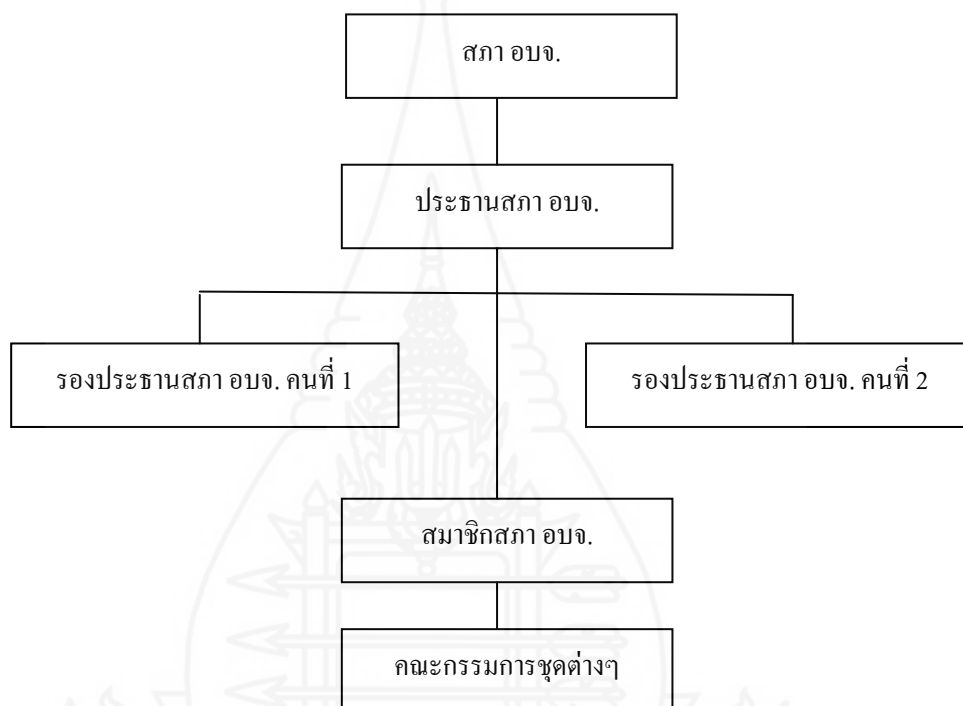 สภา อบจ.
ประธานสภา อบจ.
รองประธานสภา อบจ. คนที่ 1
รองประธานสภา อบจ. คนที่ 2
สมาชิกสภา อบจ.
คณะกรรมการชุดต่างๆ